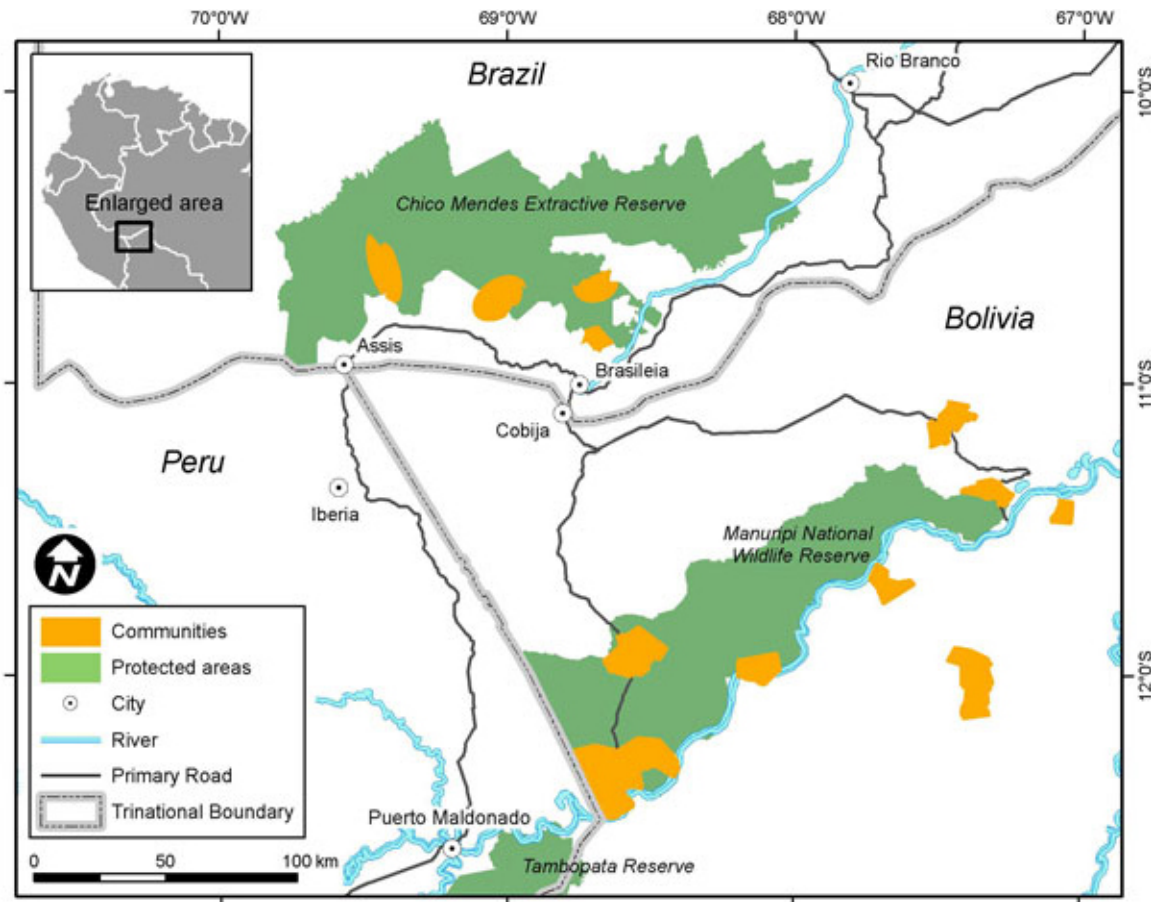 70°0'W
69°0'W
68°0'W
67°0'W
Brazil
Rio Branco
10°0'S
Enlarged area
Chico Mendes Extractive Reserve
Bolivia
Assis
Brasileia
11°0'S
Cobija
Peru
Iberia
Manuripi National
Wildlife Reserve
N
Communities
Protected areas
City
River
Primary Road
Trinational Boundary
12°0'S
Puerto Maldonado
Tambopata Reserve
0 50 100 km